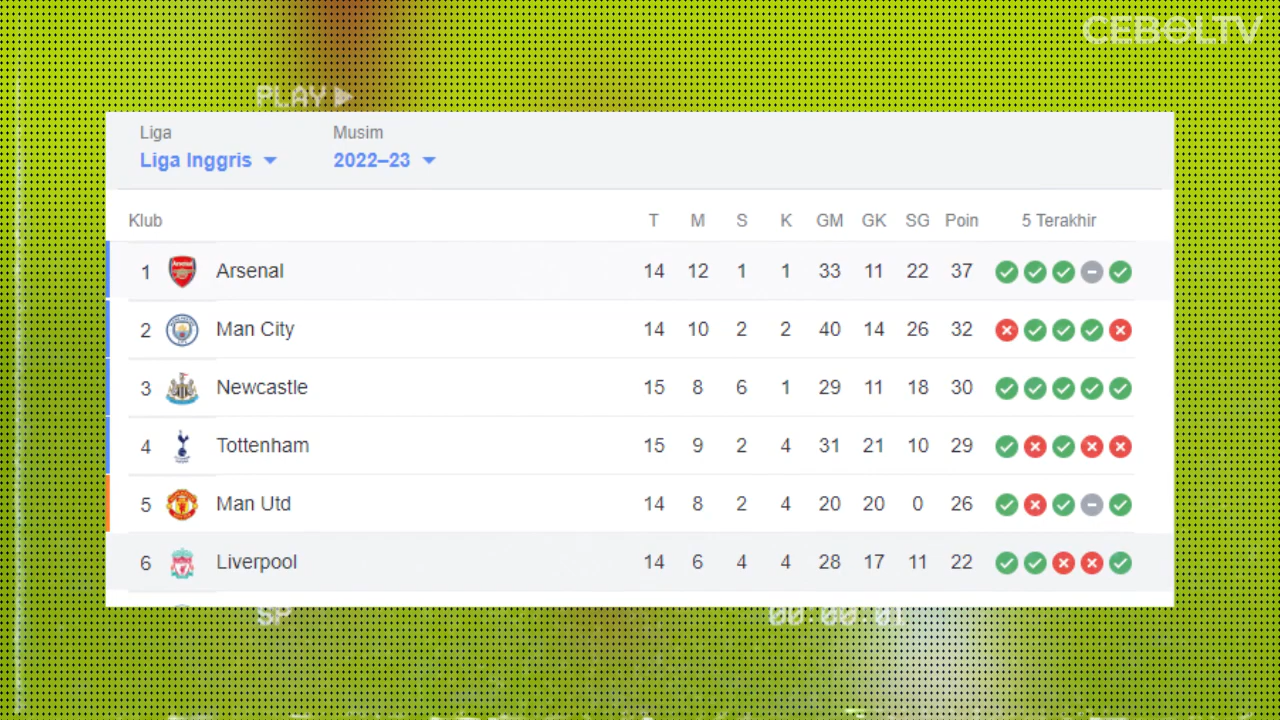 CEBOLTV
PLAY
Liga Musim
Liga Inggris 2022–23
Klub T M S K GM GK SG Poin 5 Terakhir
1 Arsenal 14 12 1 1 33 11 22 37
2 Man City 14 10 2 2 40 14 26 32
3 Newcastle 15 8 6 1 29 11 18 30
4 Tottenham 15 9 2 4 31 21 10 29
5 Man Utd 14 8 2 4 20 20 0 26
6 Liverpool 14 6 4 4 28 17 11 22
SP 00:00:01